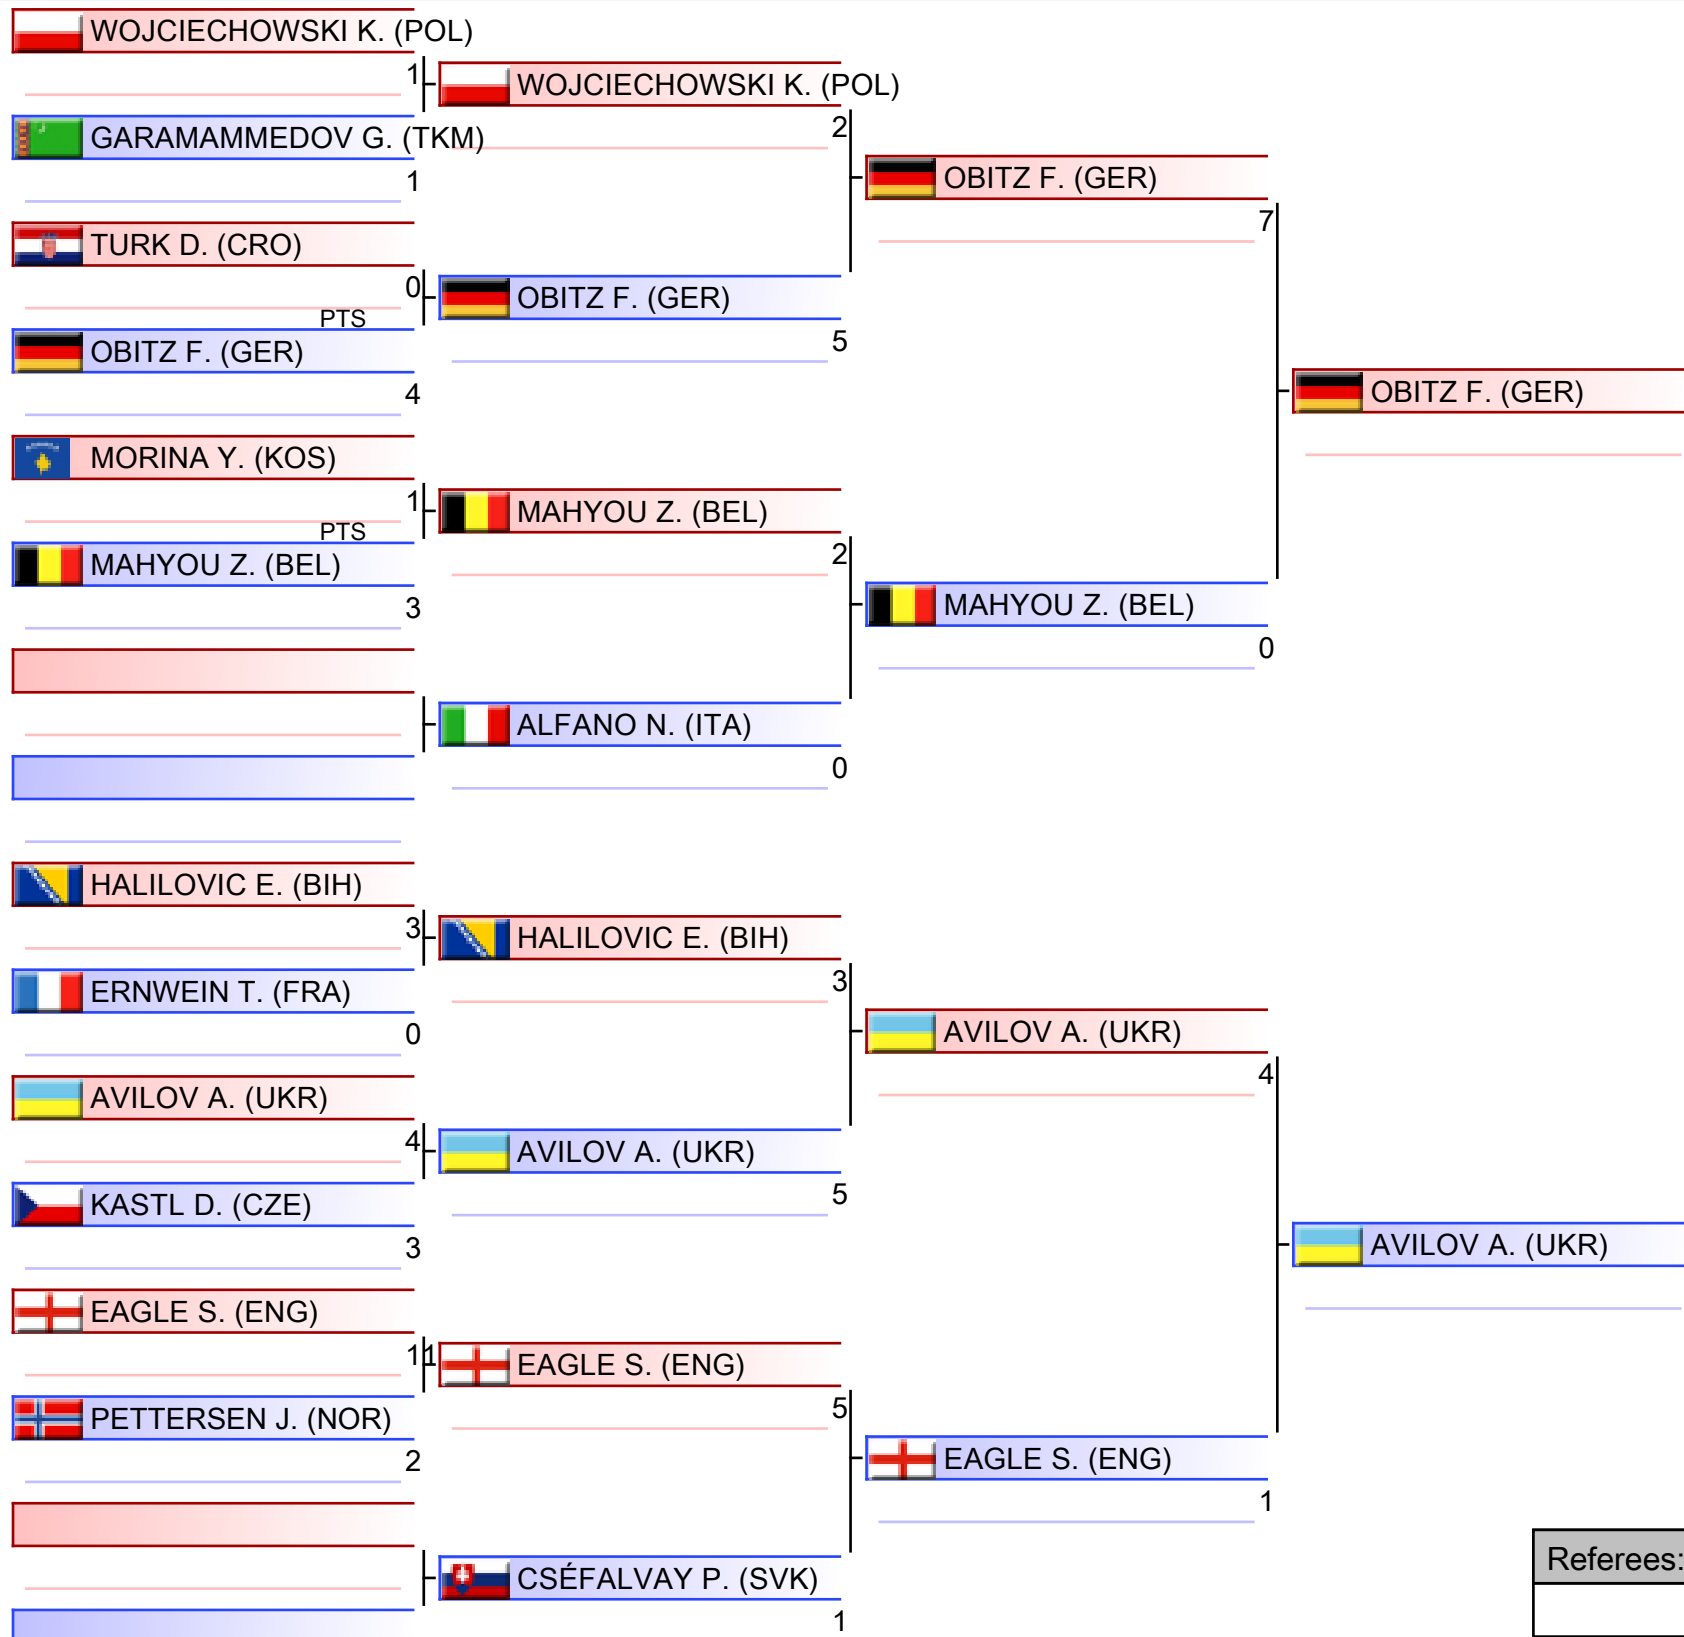 WOJCIECHOWSKI K. (POL)
1
GARAMAMMEDOV G. (TKM)
1
TURK D. (CRO)
0
PTS
OBITZ F. (GER)
4
MORINA Y. (KOS)
1
PTS
MAHYOU Z. (BEL)
3
HALILOVIC E. (BIH)
3
ERNWEIN T. (FRA)
0
AVILOV A. (UKR)
4
KASTL D. (CZE)
3
EAGLE S. (ENG)
11
PETTERSEN J. (NOR)
2
WOJCIECHOWSKI K. (POL)
2
OBITZ F. (GER)
5
MAHYOU Z. (BEL)
2
ALFANO N. (ITA)
0
HALILOVIC E. (BIH)
3
AVILOV A. (UKR)
5
EAGLE S. (ENG)
5
CSÉFALVAY P. (SVK)
1
OBITZ F. (GER)
7
MAHYOU Z. (BEL)
0
AVILOV A. (UKR)
4
EAGLE S. (ENG)
1
OBITZ F. (GER)
AVILOV A. (UKR)
Referees: